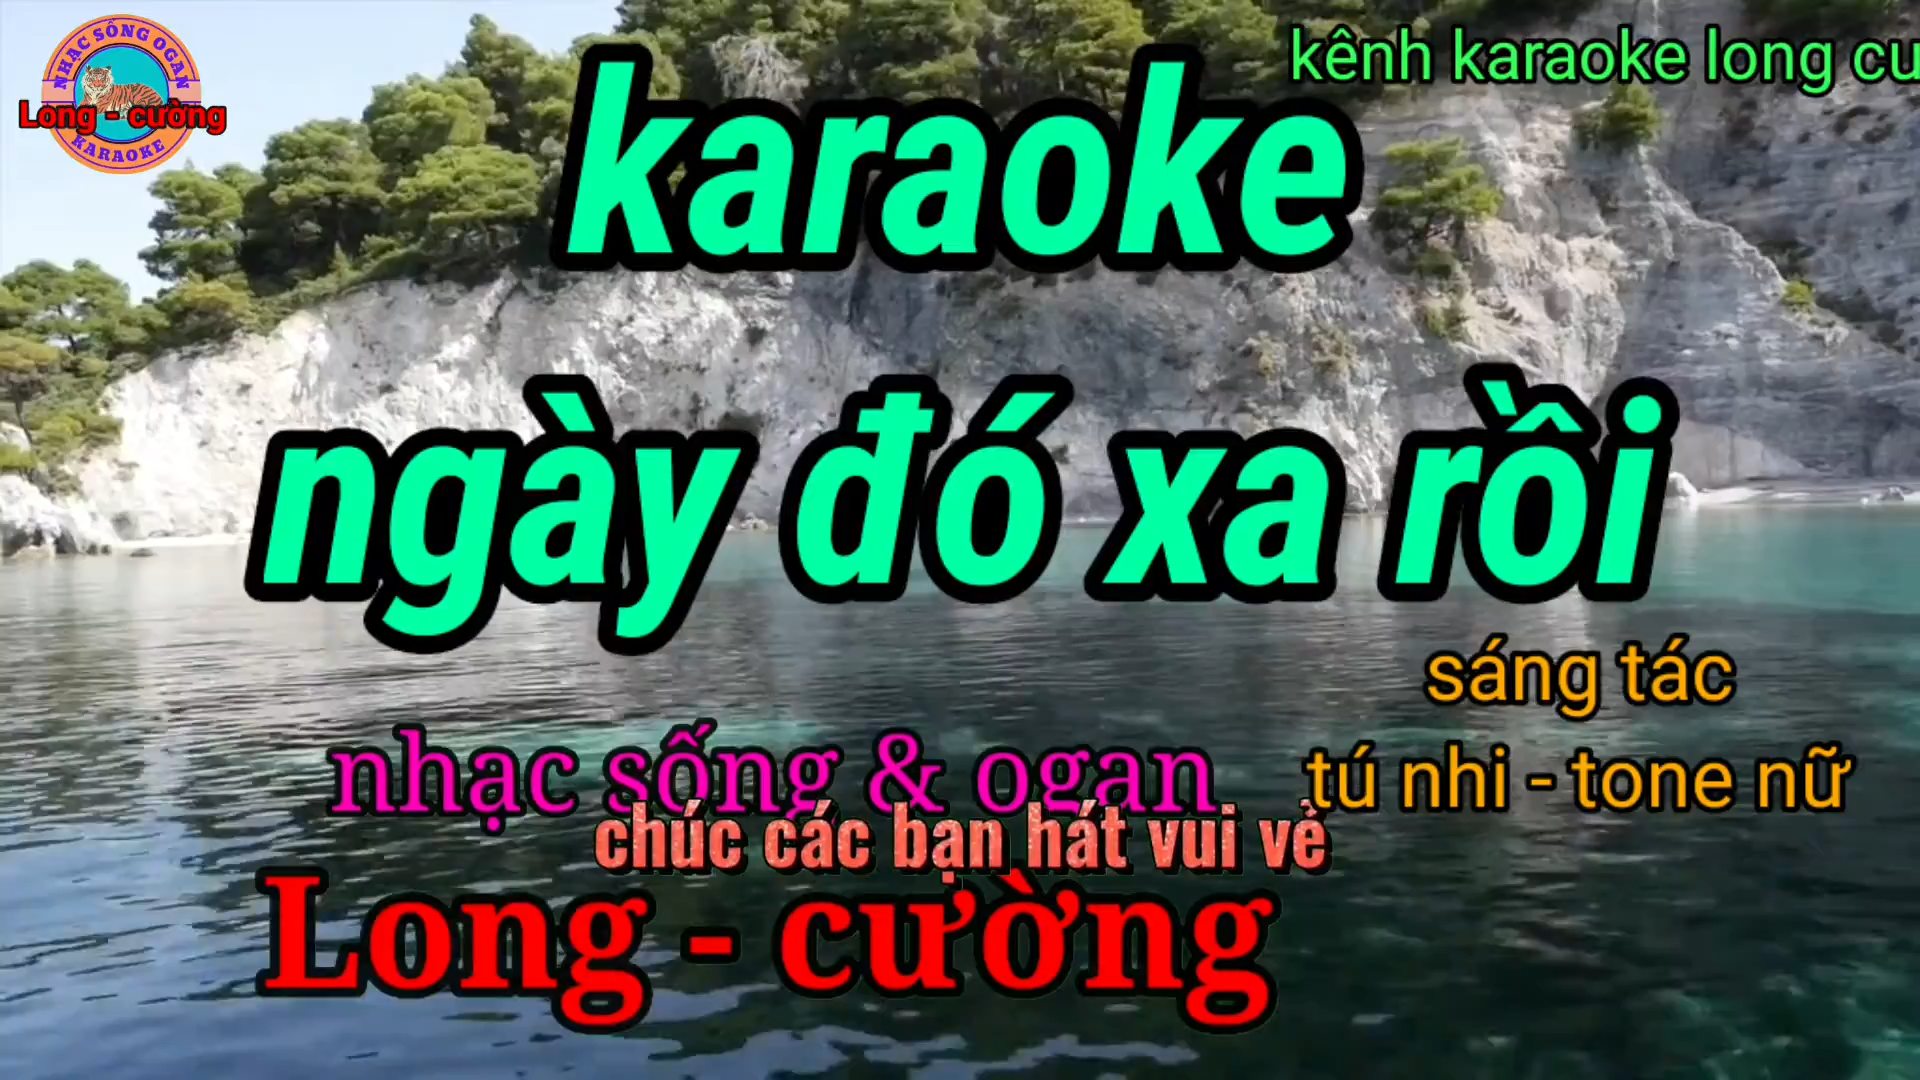 NHẠC SỐNG OGAN
Long - cường
KARAOKE
kênh karaoke long cu
karaoke
ngày đó xa rồi
sáng tác
tú nhi - tone nữ
nhạc sống & ogan
chúc các bạn hát vui vẻ
Long - cường